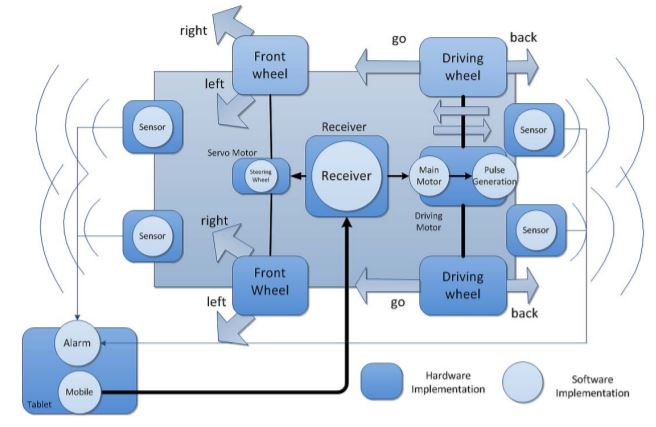 right
Front
wheel
left
go
Driving
wheel
back
Sensor
Sensor
Receiver
Servo Motor
Steering
Wheel
Receiver
Main
Motor
Pulse
Generation
Driving
Motor
Sensor
Sensor
right
Front
Wheel
left
Driving
wheel
go
back
Alarm
Mobile
Tablet
Hardware
Implementation
Software
Implementation